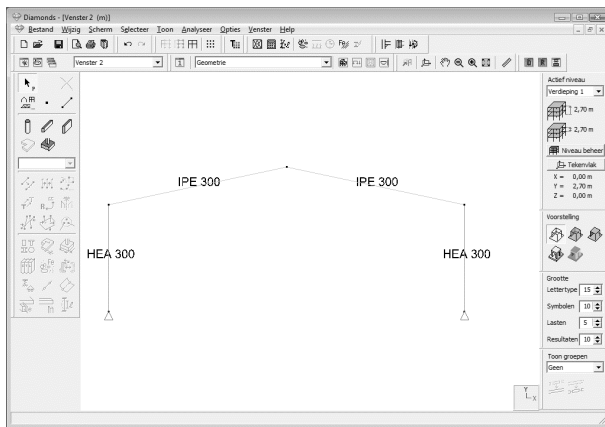 Diamonds - [Venster 2 (m)]
Bestand Wijzig Scherm Selecteer Toon Analyseer Opties Venster Help
Venster 2
Geometrie
Actief niveau
Verdieping 1
2,70 m
2,70 m
Niveau beheer
Tekenvlak
X = 0,00 m
Y = 2,70 m
Z = 0,00 m
Voorstelling
Grootte
Lettertype 15
Symbolen 10
Lasten 5
Resultaten 10
Toon groepen
Geen
IPE 300 IPE 300
HEA 300 HEA 300
Y
X